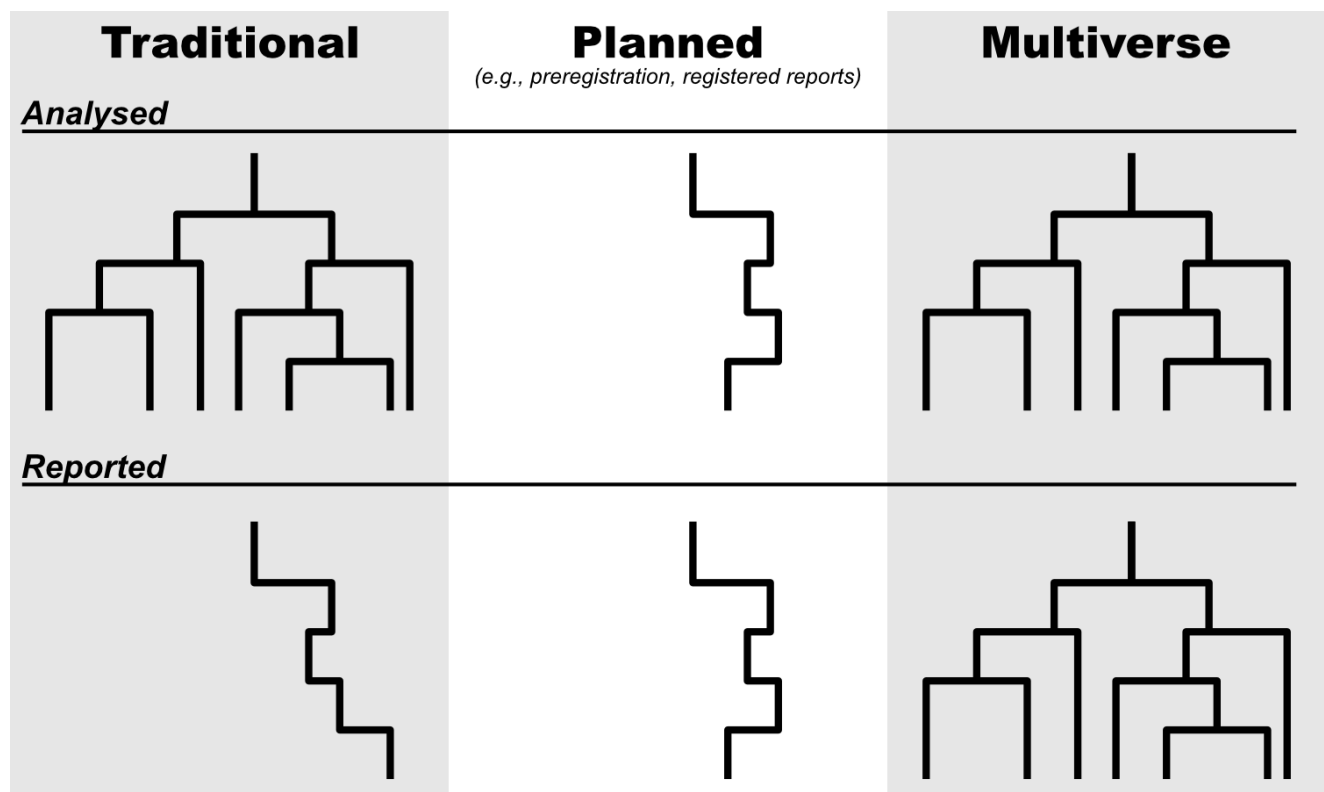 Traditional
Planned
(e.g., preregistration, registered reports)
Multiverse
Analysed
Reported